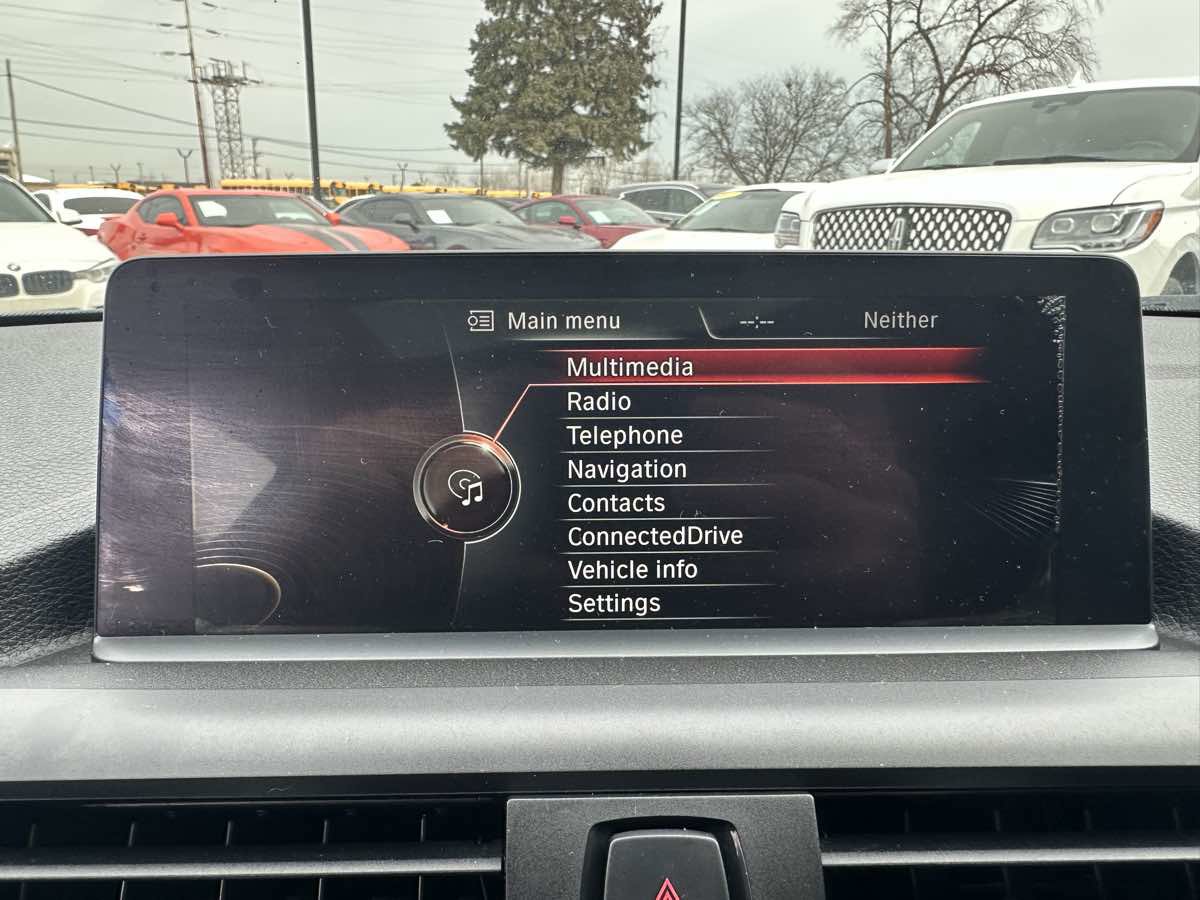 Main menu
--:--
Neither
Multimedia
Radio
Telephone
Navigation
Contacts
ConnectedDrive
Vehicle info
Settings